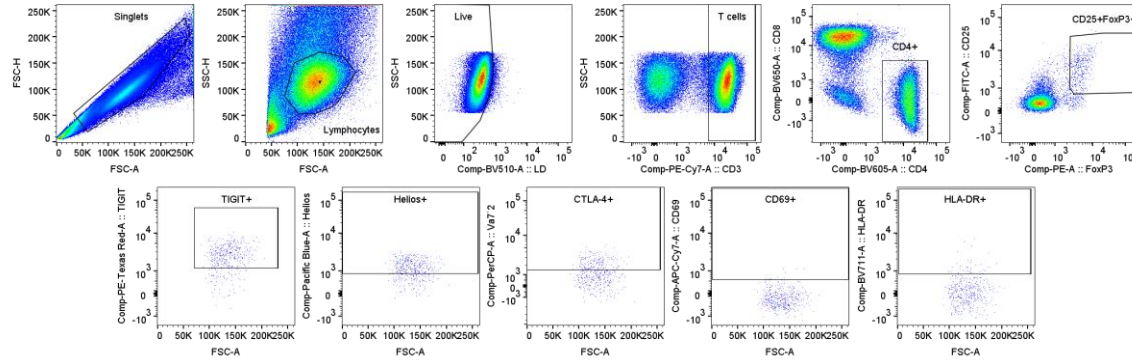 Singlets
FSC-H
250K
200K
150K
100K
50K
0
0 50K 100K 150K 200K 250K
FSC-A
Lymphocytes
SSC-H
250K
200K
150K
100K
50K
0
0 50K 100K 150K 200K 250K
FSC-A
Live
SSC-H
250K
200K
150K
100K
50K
0
0 10 2 10 3 10 4 10 5
Comp-BV510-A :: LD
T cells
SSC-H
250K
200K
150K
100K
50K
0
-10 3 0 10 3 10 4 10 5
Comp-PE-Cy7-A :: CD3
CD4+
Comp-BV650-A :: CD8
10 5
10 4
10 3
0
-10 3
-10 3 0 10 3 10 4 10 5
Comp-BV605-A :: CD4
CD25+FoxP3+
Comp-FITC-A :: CD25
10 5
10 4
10 3
0
-10 3
-10 3 0 10 3 10 4 10 5
Comp-PE-A :: FoxP3
TIGIT+
Comp-PE-Texas Red-A :: TIGIT
10 5
10 4
10 3
0
-10 3
0 50K 100K 150K 200K 250K
FSC-A
Helios+
Comp-Pacific Blue-A :: Helios
10 5
10 4
10 3
0
-10 3
0 50K 100K 150K 200K 250K
FSC-A
CTLA-4+
Comp-PerCP-A :: Va7˙2
10 5
10 4
10 3
0
-10 3
0 50K 100K 150K 200K 250K
FSC-A
CD69+
Comp-APC-Cy7-A :: CD69
10 5
10 4
10 3
0
-10 3
0 50K 100K 150K 200K 250K
FSC-A
HLA-DR+
Comp-BV711-A :: HLA-DR
10 5
10 4
10 3
0
-10 3
0 50K 100K 150K 200K 250K
FSC-A